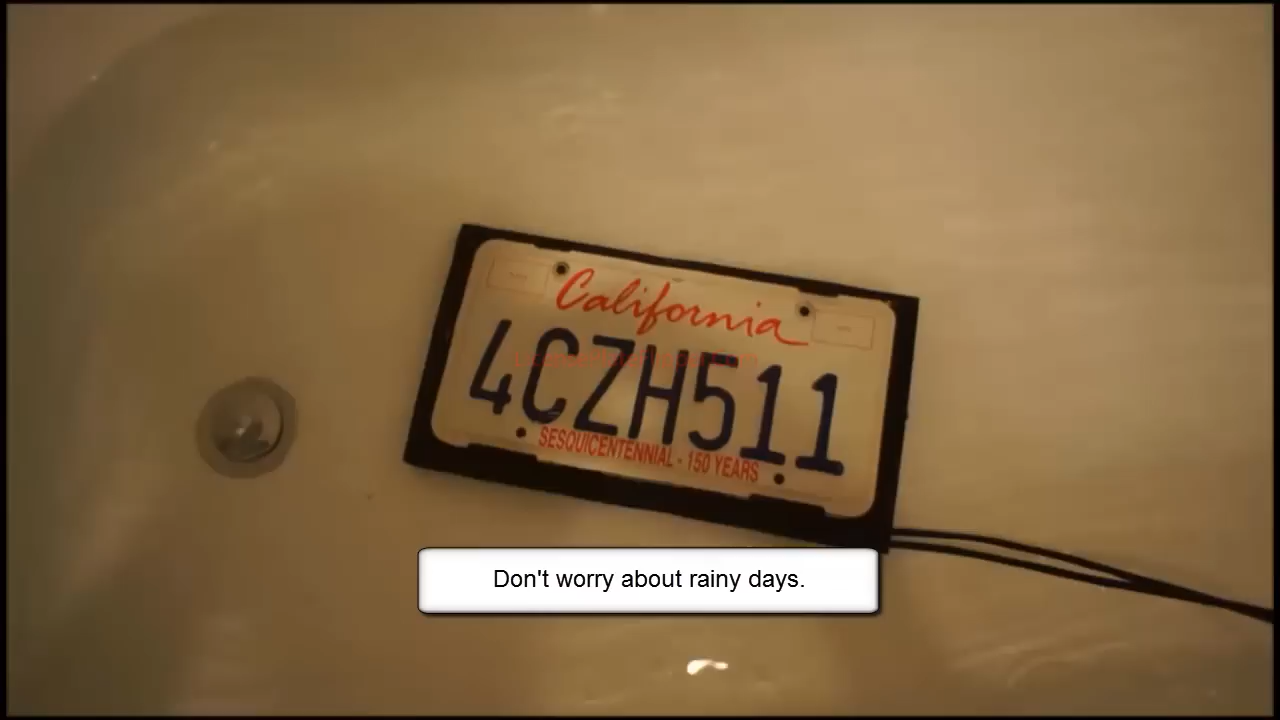 California
4CZH511
SESQUICENTENNIAL - 150 YEARS
Don't worry about rainy days.